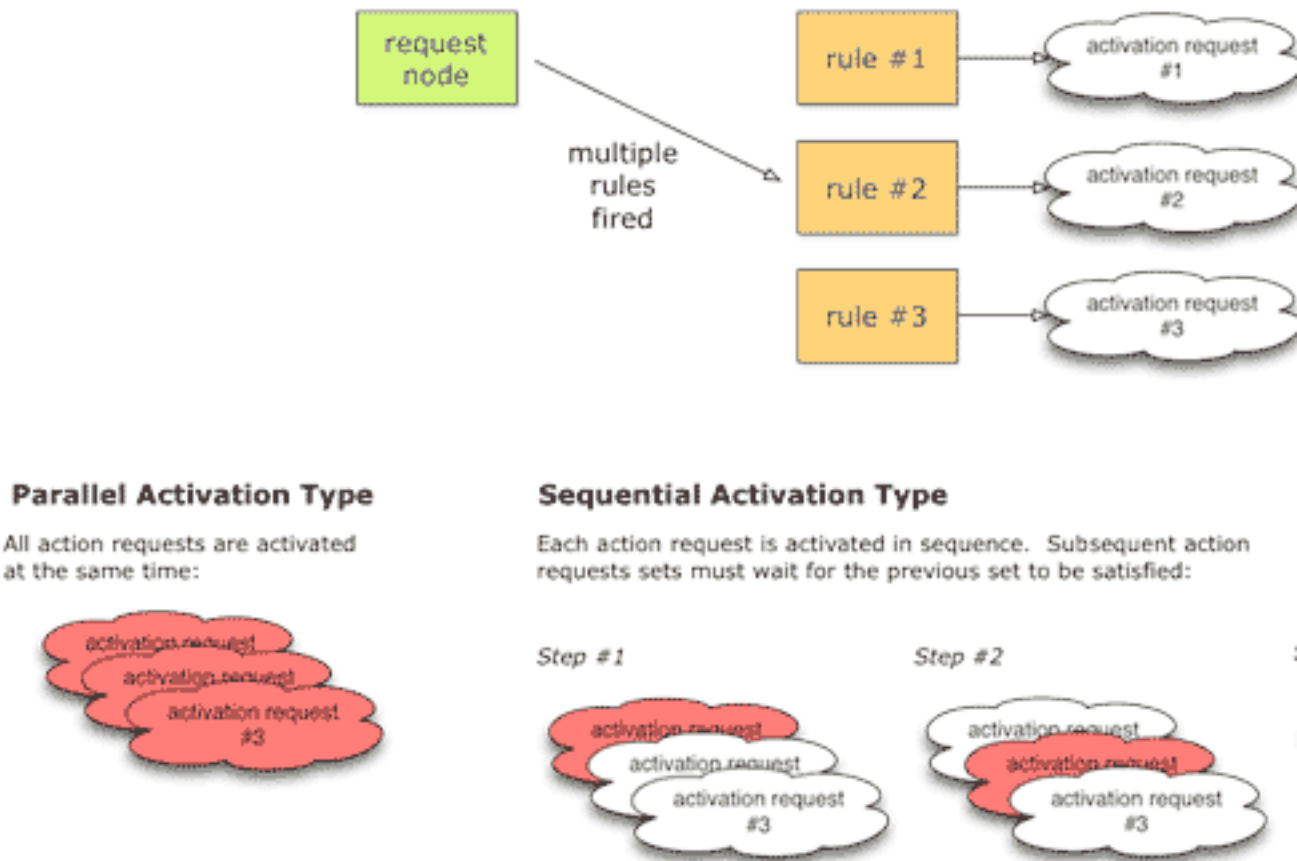 request
node
multiple
rules
fired
rule #1
activation request
#1
rule #2
activation request
#2
rule #3
activation request
#3
Parallel Activation Type
All action requests are activated
at the same time:
activation request
activation request
activation request
#3
Sequential Activation Type
Each action request is activated in sequence. Subsequent action
requests sets must wait for the previous set to be satisfied:
Step #1
activation request
activation request
activation request
#3
Step #2
activation request
activation request
activation request
#3